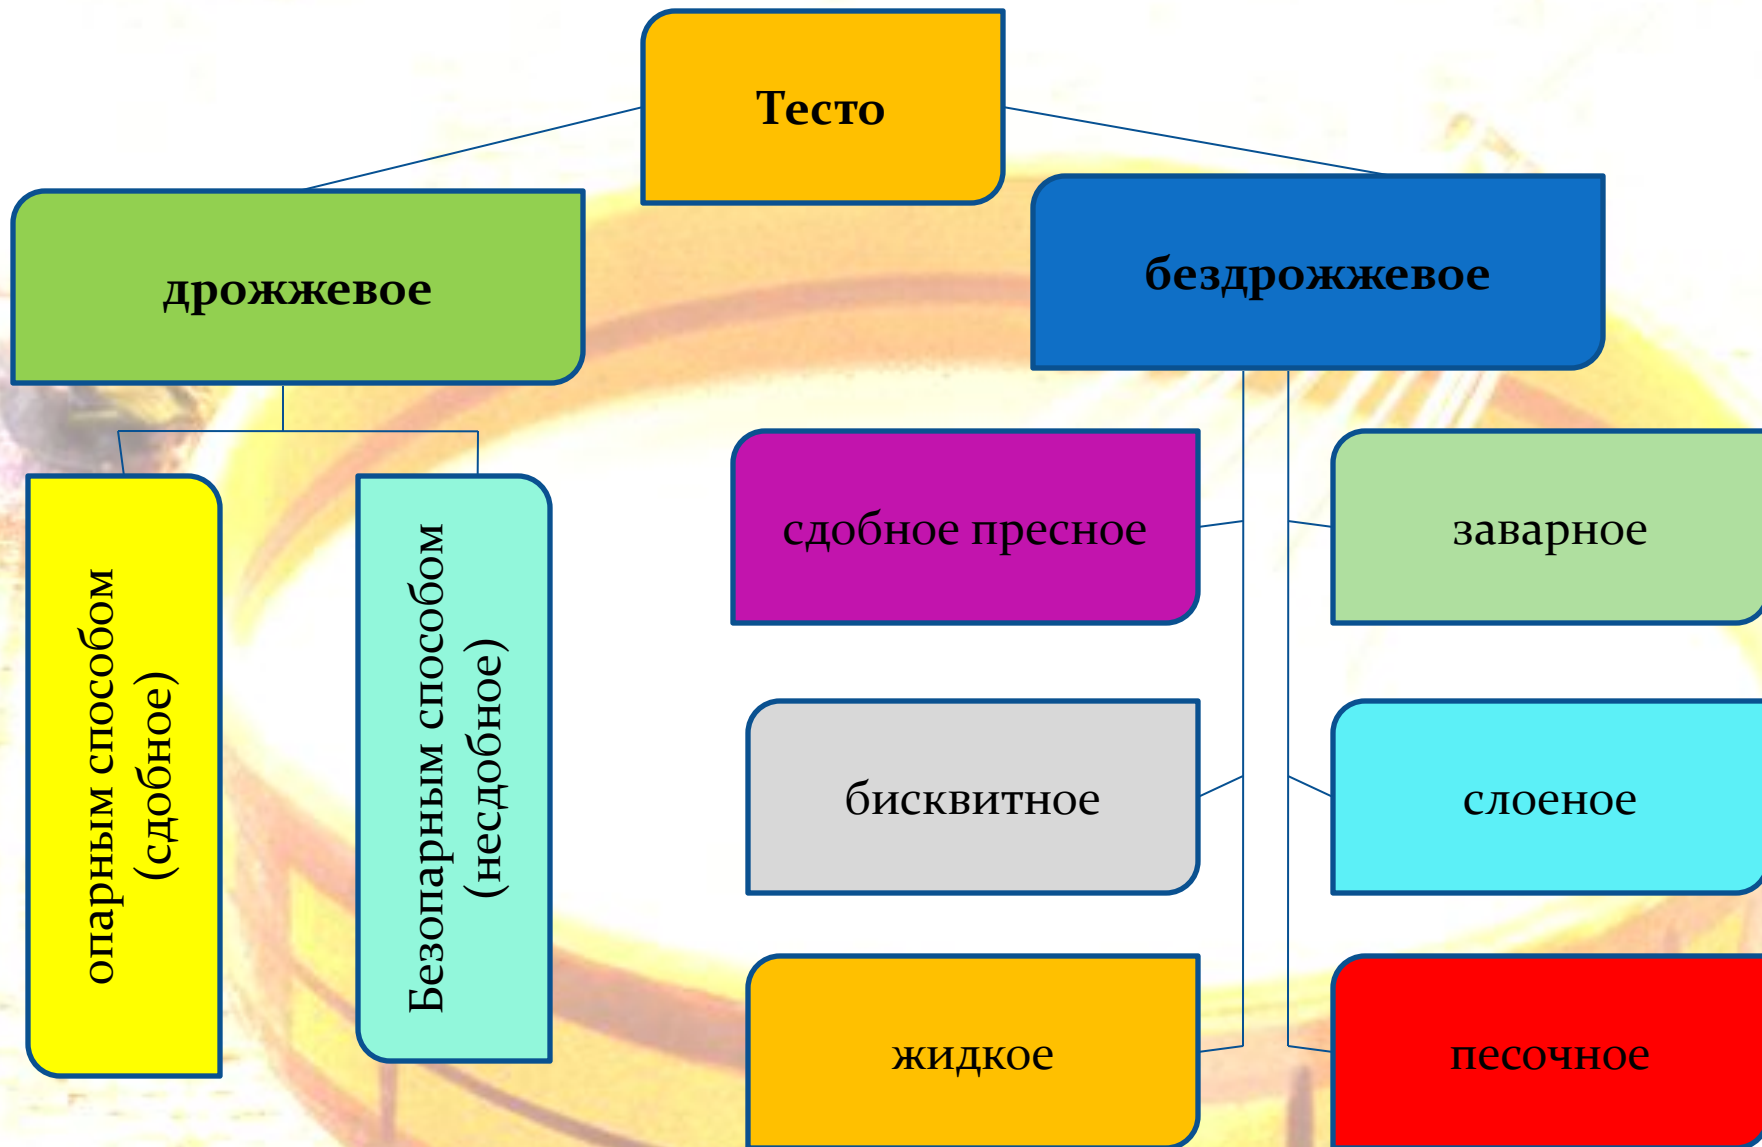 Тесто
дрожжевое
бездрожжевое
опарным способом
(сдобное)
Безопарным способом
(несдобное)
сдобное пресное
заварное
бисквитное
слоеное
жидкое
песочное